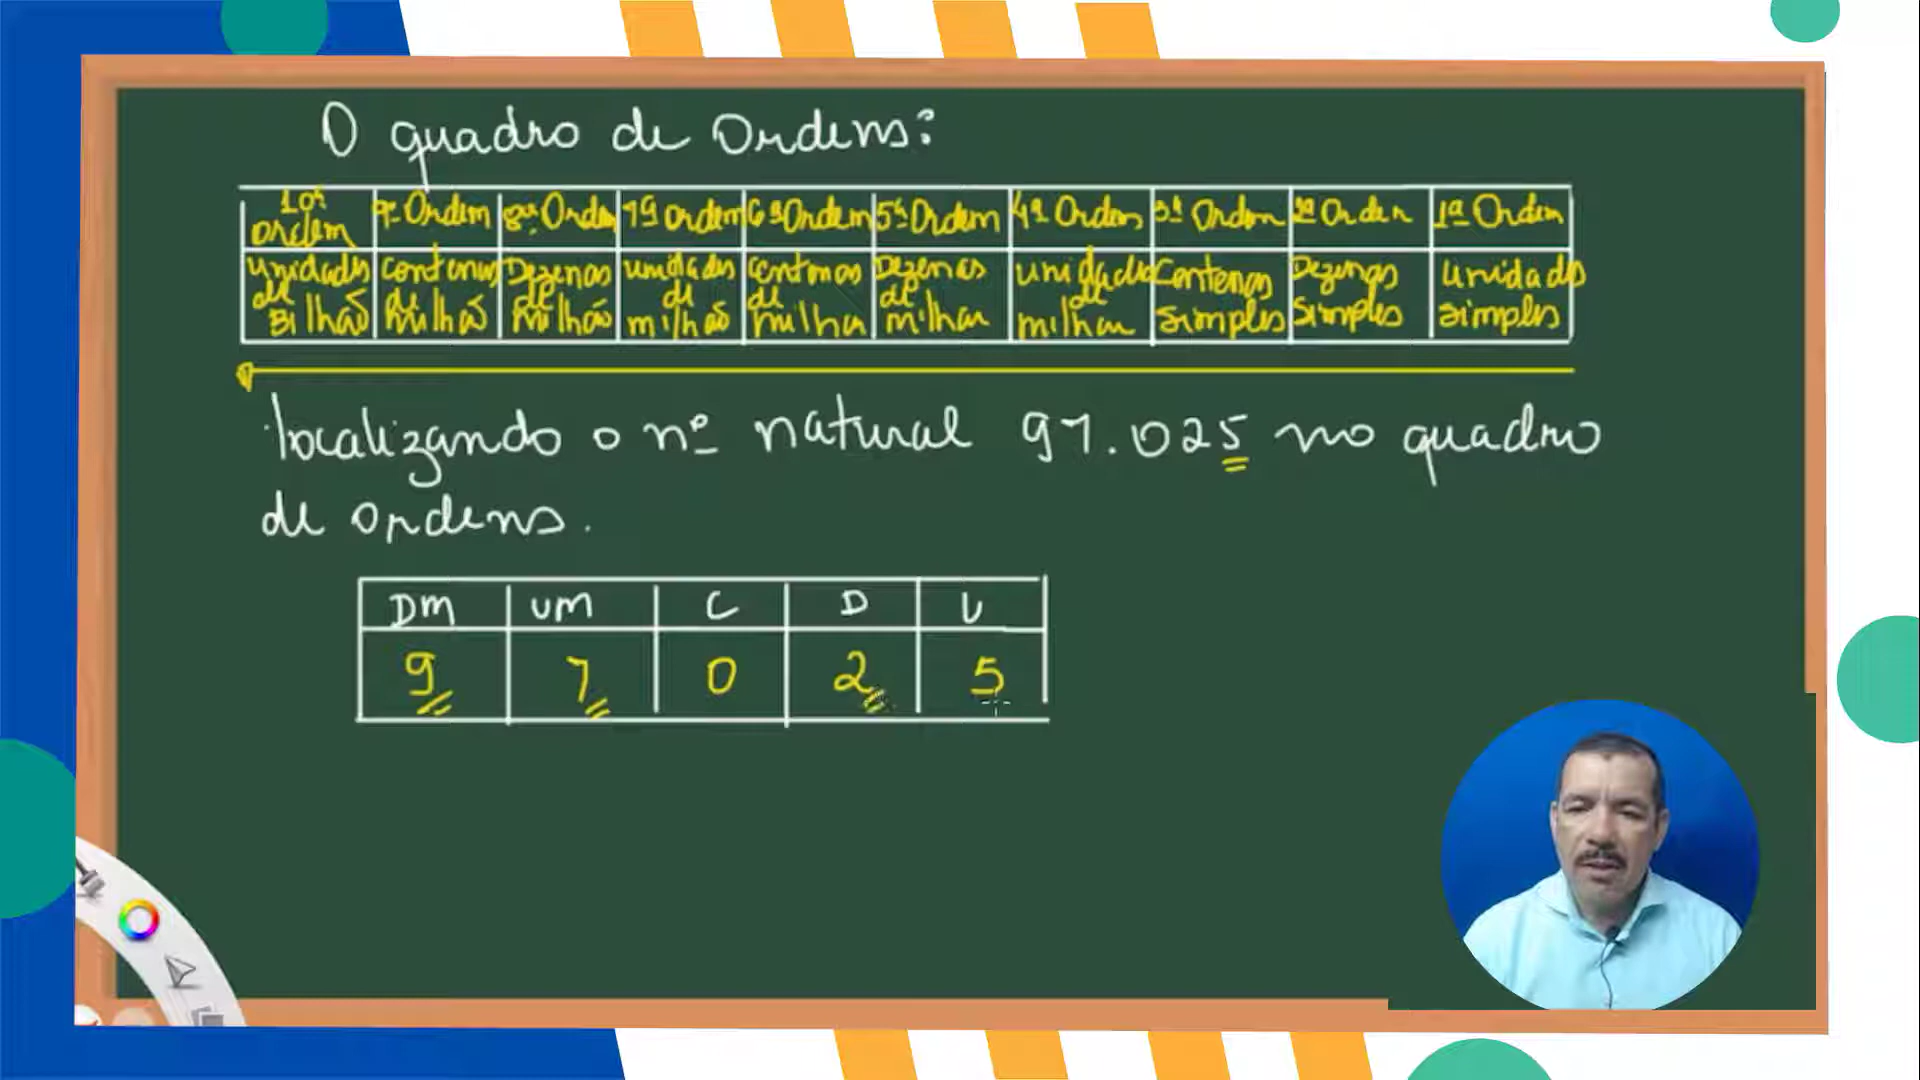 O quadro de Ordens:
10ª Ordem 9ª Ordem 8ª Ordem 7ª Ordem 6ª Ordem 5ª Ordem 4ª Ordem 3ª Ordem 2ª Ordem 1ª Ordem
unidades de Bilhão centenas de milhão Dezenas de milhão unidades de milhão centenas de milhar Dezenas de milhar unidade de milhar Centenas simples Dezenas simples unidades simples
localizando o nº natural 97.025 no quadro
de ordens.
DM UM C D U
9 7 0 2 5